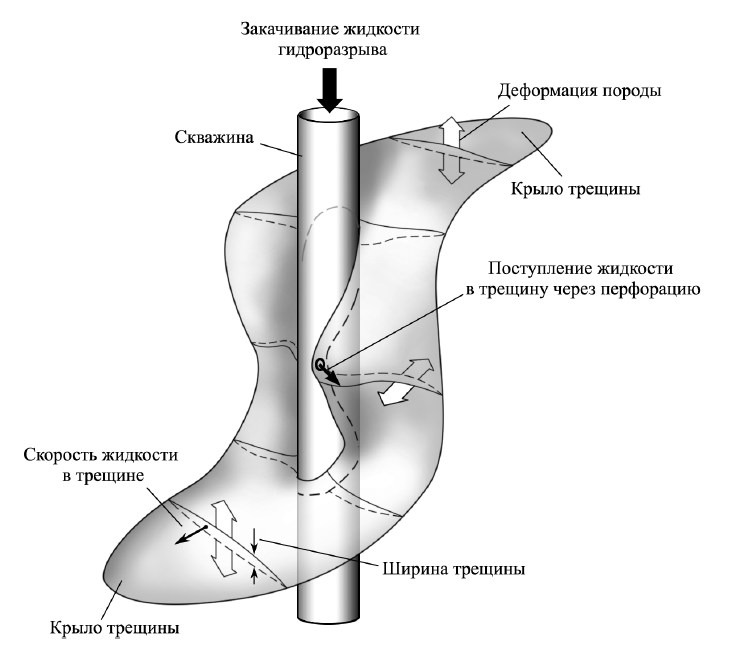 Закачивание жидкости
гидроразрыва
Деформация породы
Скважина
Крыло трещины
Поступление жидкости
в трещину через перфорацию
Скорость жидкости
в трещине
Ширина трещины
Крыло трещины